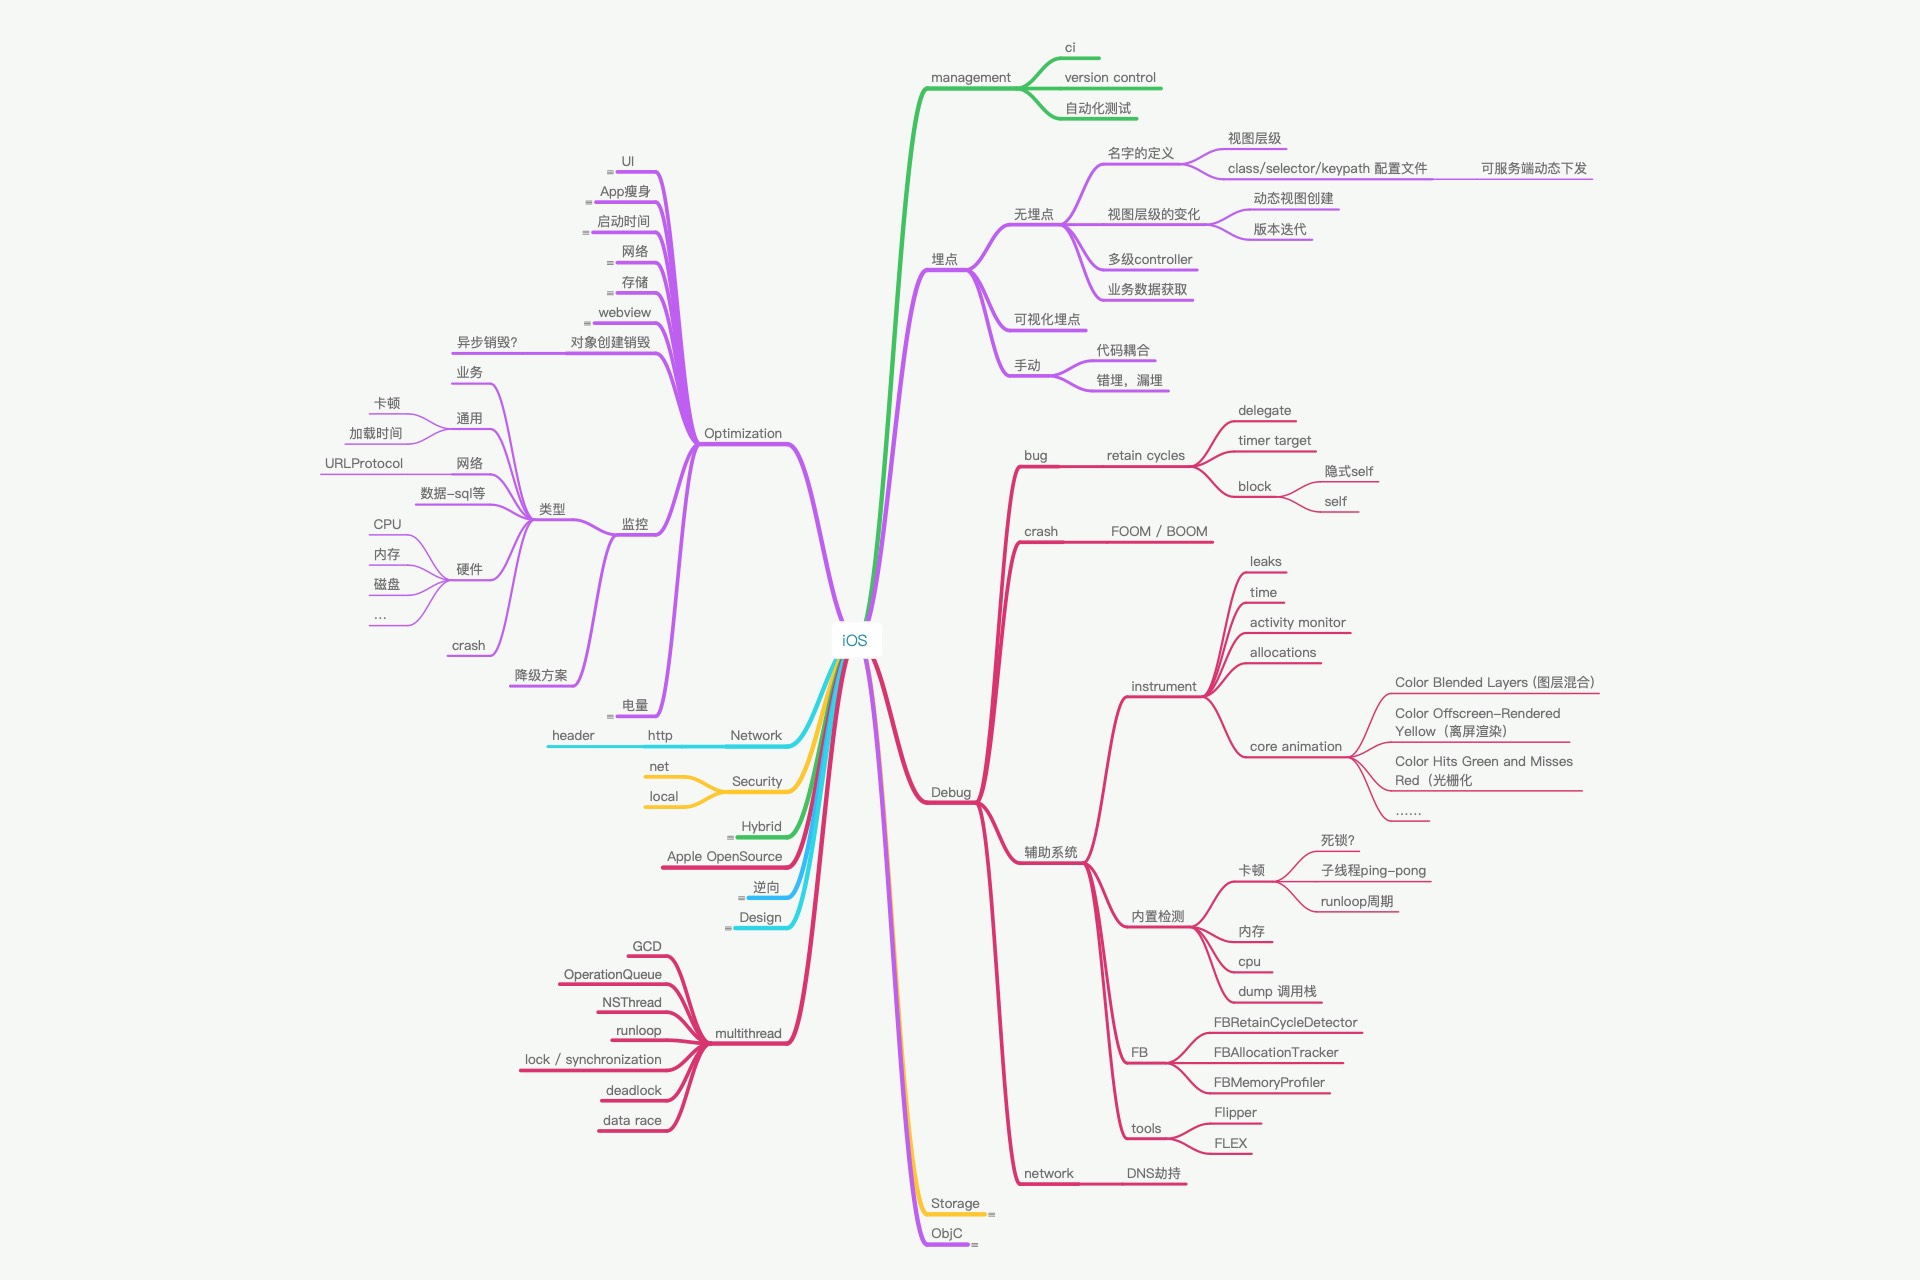 iOS
management
ci
version control
自动化测试
埋点
无埋点
名字的定义
视图层级
class/selector/keypath 配置文件
可服务端动态下发
视图层级的变化
动态视图创建
版本迭代
多级controller
业务数据获取
可视化埋点
手动
代码耦合
错埋，漏埋
Debug
bug
retain cycles
delegate
timer target
block
隐式self
self
crash
FOOM / BOOM
辅助系统
instrument
leaks
time
activity monitor
allocations
core animation
Color Blended Layers (图层混合)
Color Offscreen-Rendered
Yellow（离屏渲染）
Color Hits Green and Misses
Red（光栅化
……
内置检测
卡顿
死锁？
子线程ping-pong
runloop周期
内存
cpu
dump 调用栈
FB
FBRetainCycleDetector
FBAllocationTracker
FBMemoryProfiler
tools
Flipper
FLEX
network
DNS劫持
Storage
ObjC
Optimization
UI
App瘦身
启动时间
网络
存储
webview
对象创建销毁
异步销毁？
监控
类型
业务
通用
卡顿
加载时间
网络
URLProtocol
数据-sql等
硬件
CPU
内存
磁盘
...
crash
降级方案
电量
Network
http
header
Security
net
local
Hybrid
Apple OpenSource
逆向
Design
multithread
GCD
OperationQueue
NSThread
runloop
lock / synchronization
deadlock
data race